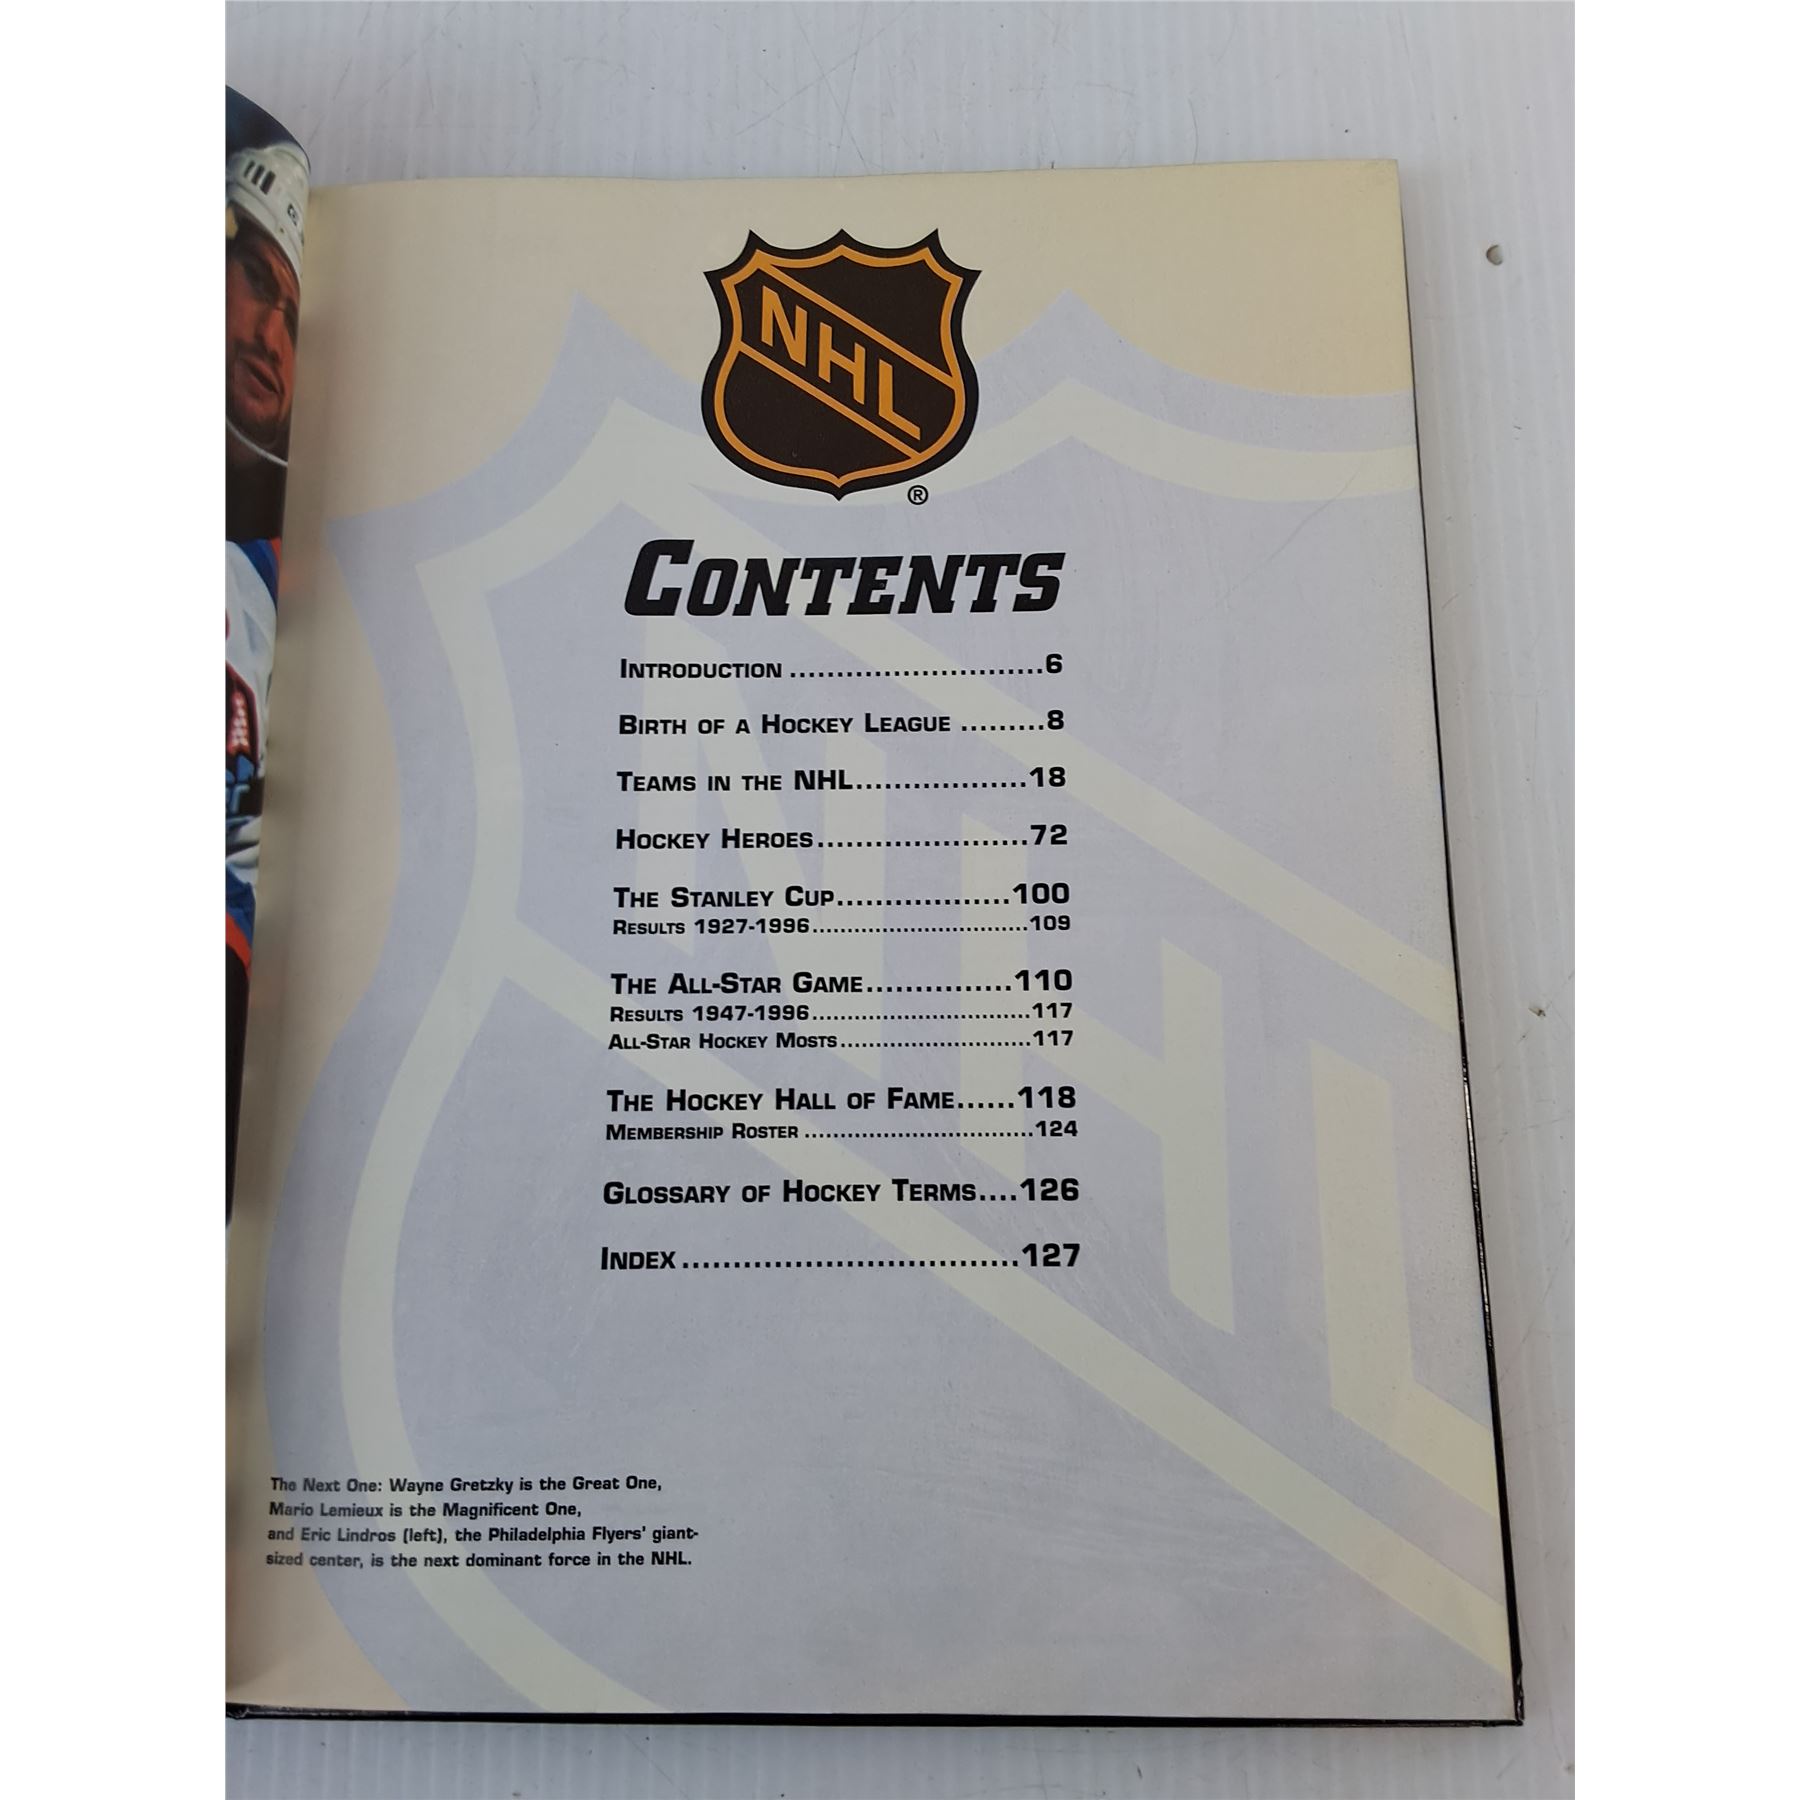 NHL
®
CONTENTS
INTRODUCTION ...........................6
BIRTH OF A HOCKEY LEAGUE .........8
TEAMS IN THE NHL..................18
HOCKEY HEROES......................72
THE STANLEY CUP..................100
RESULTS 1927-1996...............................109
THE ALL-STAR GAME...............110
RESULTS 1947-1996...............................117
ALL-STAR HOCKEY MOSTS...........................117
THE HOCKEY HALL OF FAME......118
MEMBERSHIP ROSTER ................................124
GLOSSARY OF HOCKEY TERMS....126
INDEX .................................127
The Next One: Wayne Gretzky is the Great One,
Mario Lemieux is the Magnificent One,
and Eric Lindros (left), the Philadelphia Flyers' giant-
sized center, is the next dominant force in the NHL.